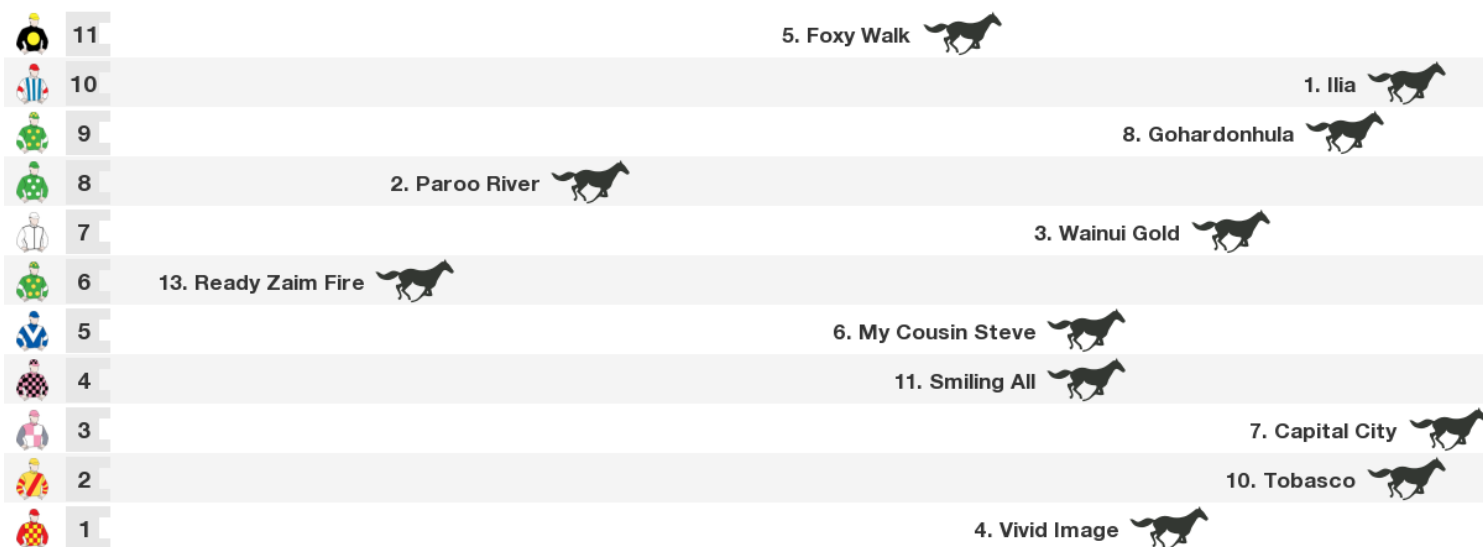 11 5. Foxy Walk
10 1. Ilia
9 8. Gohardonhula
8 2. Paroo River
7 3. Wainui Gold
6 13. Ready Zaim Fire
5 6. My Cousin Steve
4 11. Smiling All
3 7. Capital City
2 10. Tobasco
1 4. Vivid Image